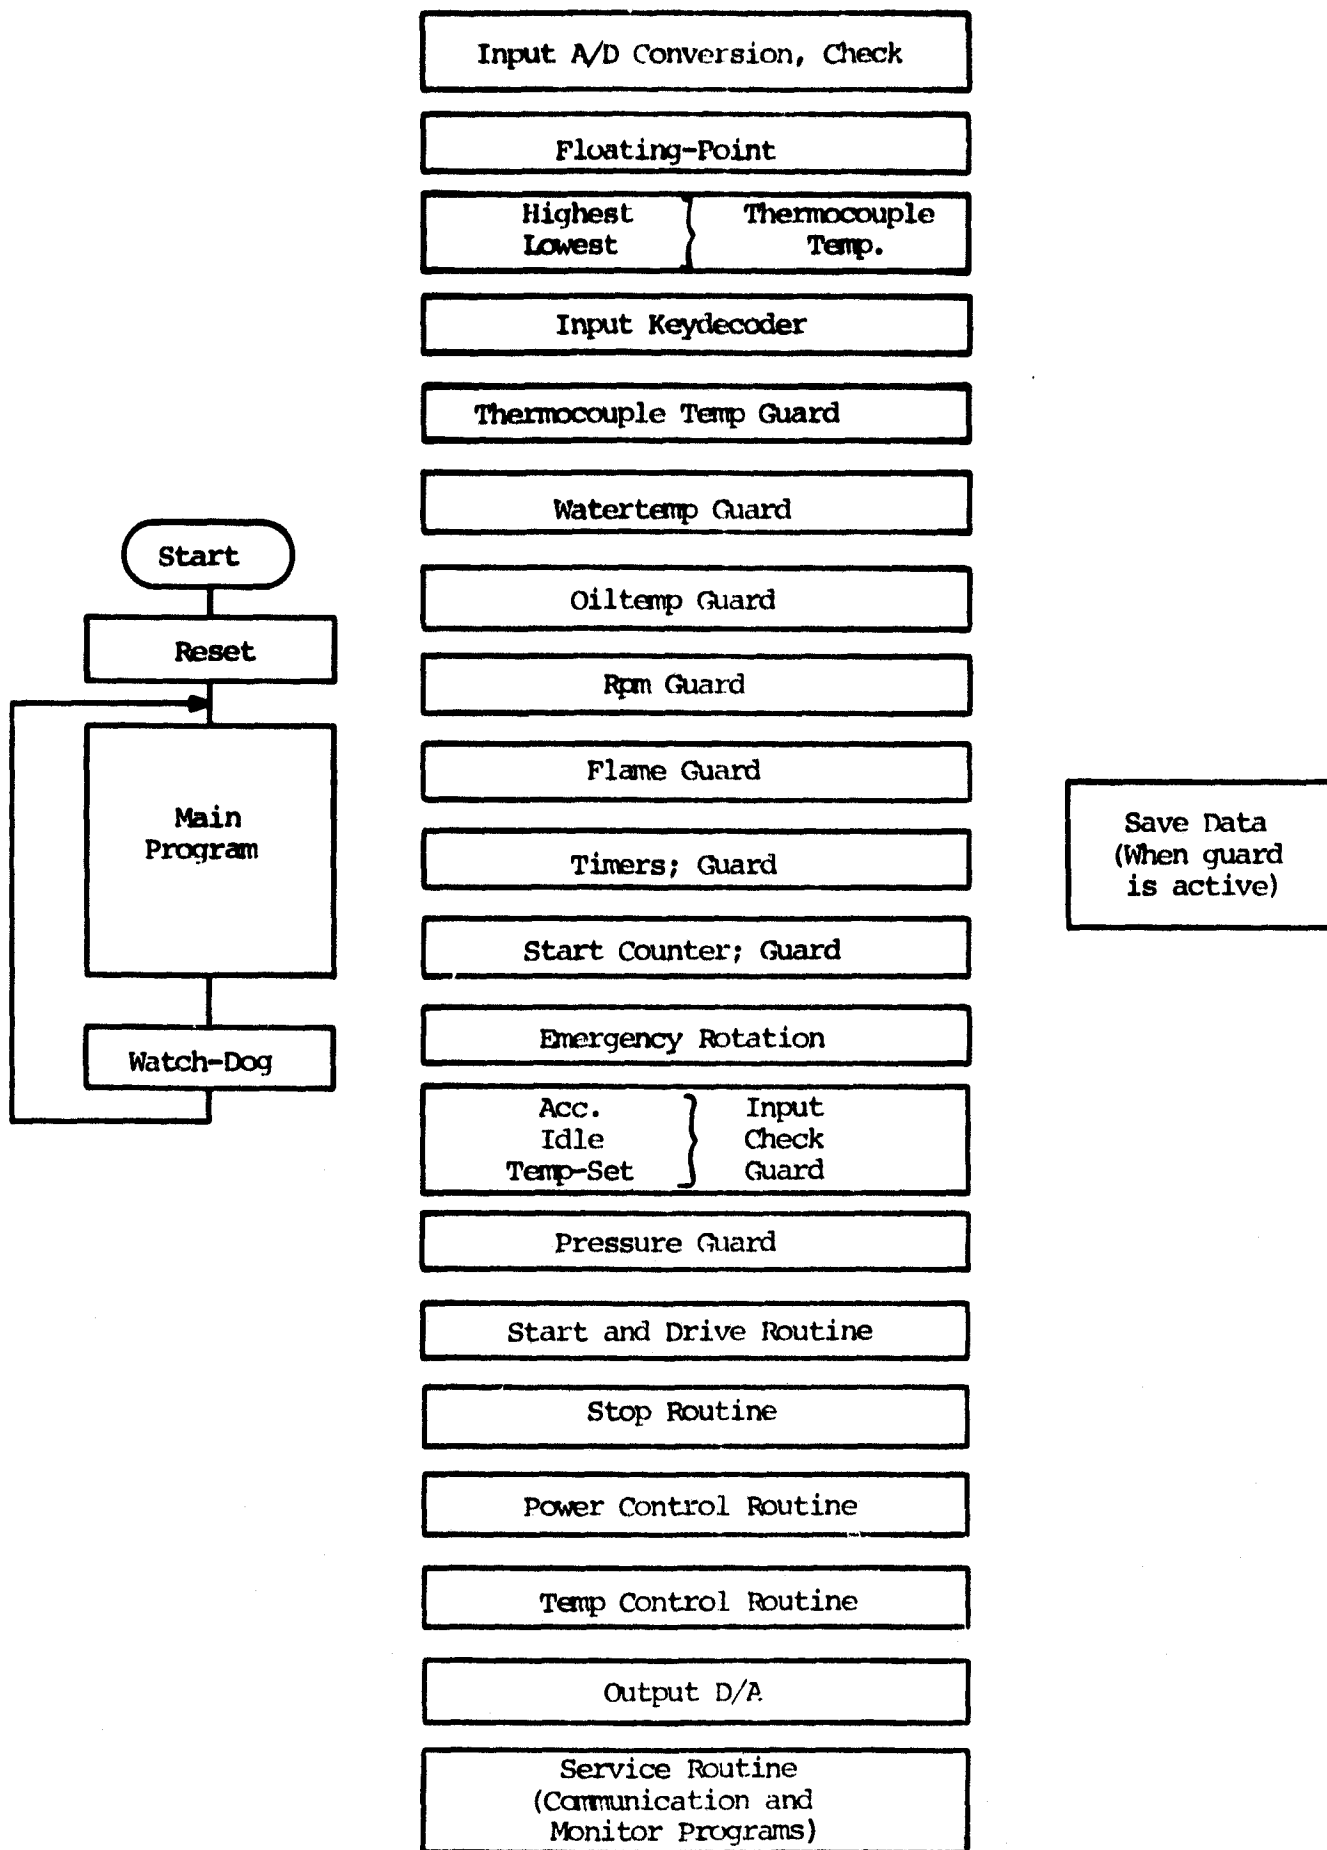 Start
Reset
Main
Program
Watch-Dog
Input A/D Conversion, Check
Floating-Point
Highest
Lowest
Thermocouple
Temp.
Input Keydecoder
Thermocouple Temp Guard
Watertemp Guard
Oiltemp Guard
Rpm Guard
Flame Guard
Timers; Guard
Start Counter; Guard
Emergency Rotation
Acc.
Idle
Temp-Set
Input
Check
Guard
Pressure Guard
Start and Drive Routine
Stop Routine
Power Control Routine
Temp Control Routine
Output D/A
Service Routine
(Communication and
Monitor Programs)
Save Data
(When guard
is active)